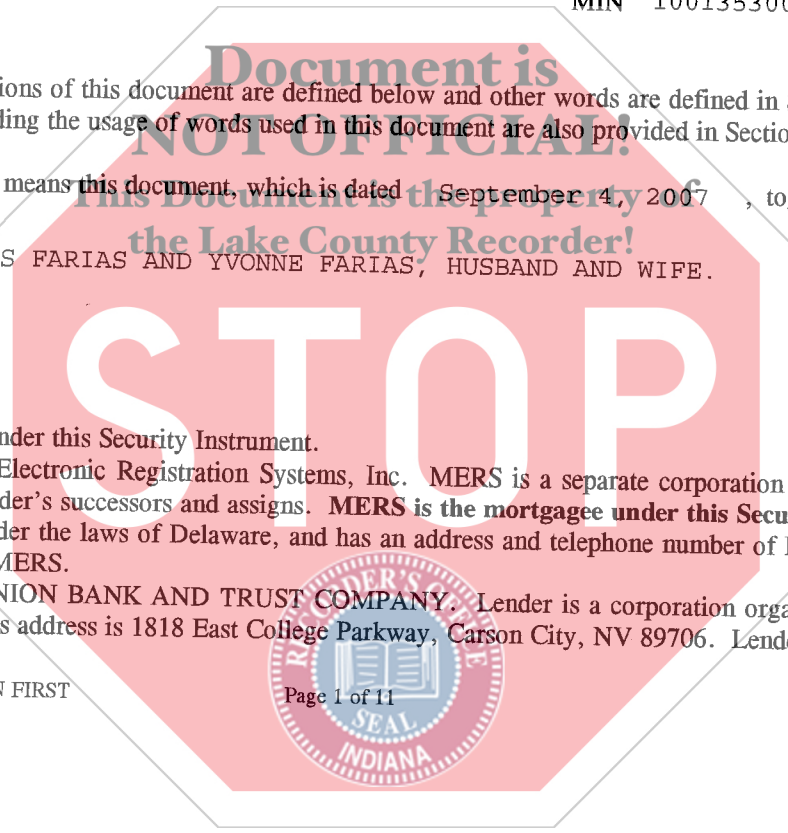 MIN 100135300
Document is
ions of this document are defined below and other words are defined in
ling the usage of words used in this document are also provided in Sectio
NOT OFFICIAL!
means this document, which is dated September 4, 2007 , to
This Document is the property of
the Lake County Recorder!
S FARIAS AND YVONNE FARIAS, HUSBAND AND WIFE.
STOP
nder this Security Instrument.
Electronic Registration Systems, Inc. MERS is a separate corporation
der's successors and assigns. MERS is the mortgagee under this Secu
der the laws of Delaware, and has an address and telephone number of
MERS.
NION BANK AND TRUST COMPANY. Lender is a corporation orga
s address is 1818 East College Parkway, Carson City, NV 89706. Lend
N FIRST
Page 1 of 11
RECORDER'S OFFICE
SEAL
INDIANA